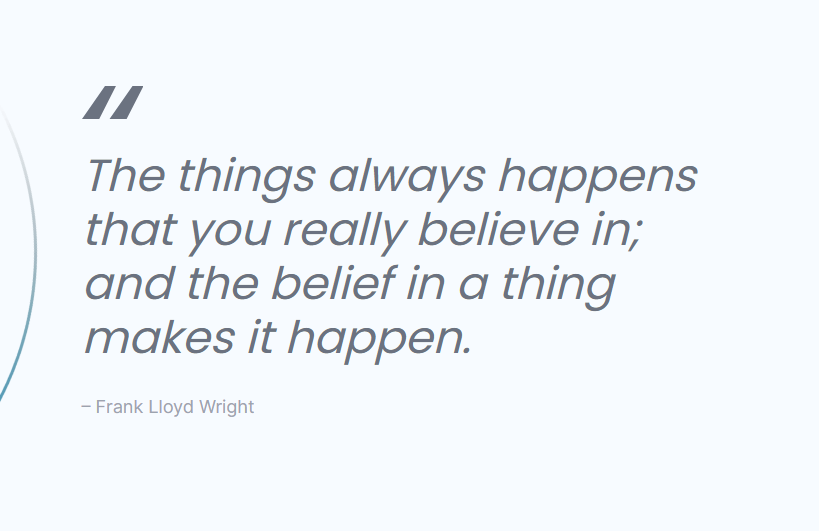 “
The things always happens
that you really believe in;
and the belief in a thing
makes it happen.
– Frank Lloyd Wright